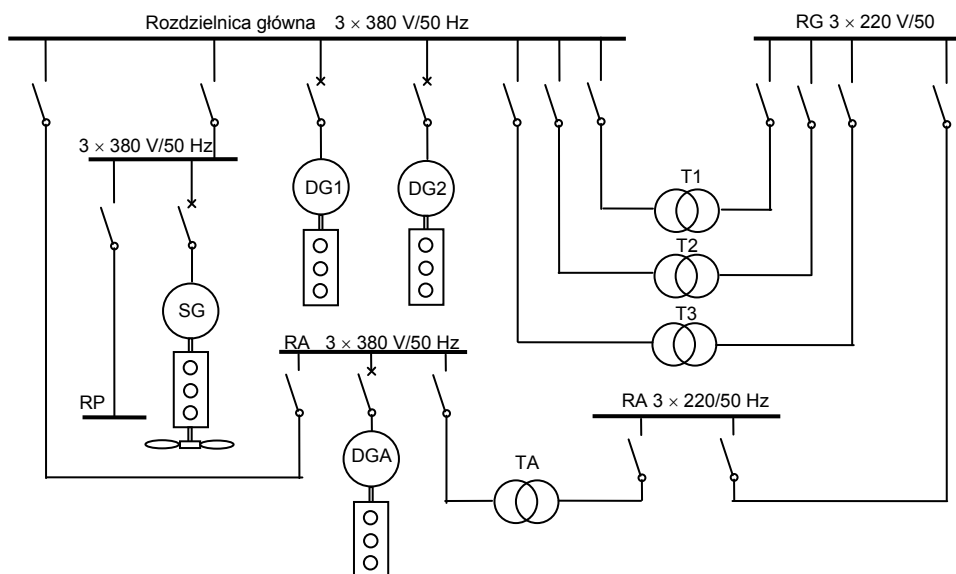 Rozdzielnica główna 3 × 380 V/50 Hz
RG 3 × 220 V/50
3 × 380 V/50 Hz
DG1
DG2
T1
T2
T3
SG
RA 3 × 380 V/50 Hz
RP
RA 3 × 220/50 Hz
DGA
TA